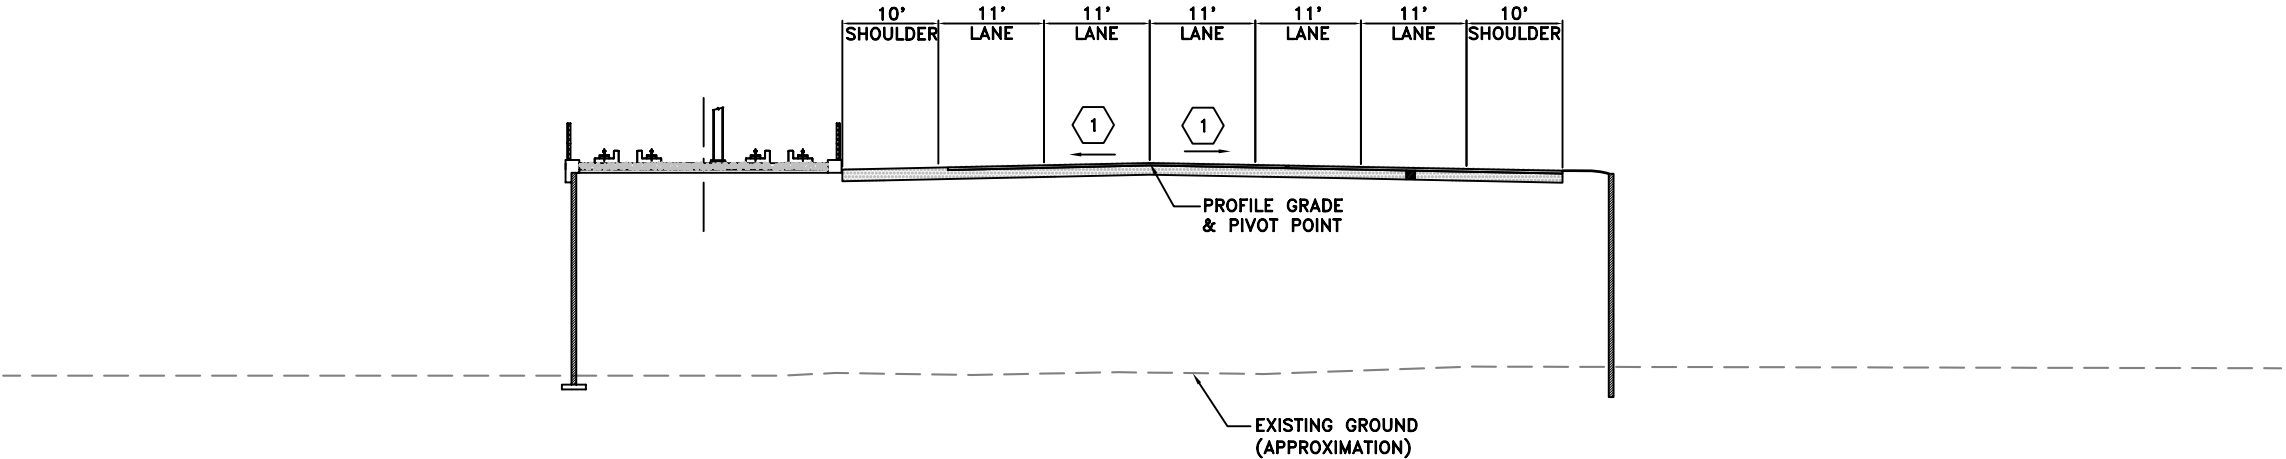 10' 11' 11' 11' 11' 11' 10'
SHOULDER LANE LANE LANE LANE LANE SHOULDER
1 1
PROFILE GRADE
& PIVOT POINT
EXISTING GROUND
(APPROXIMATION)